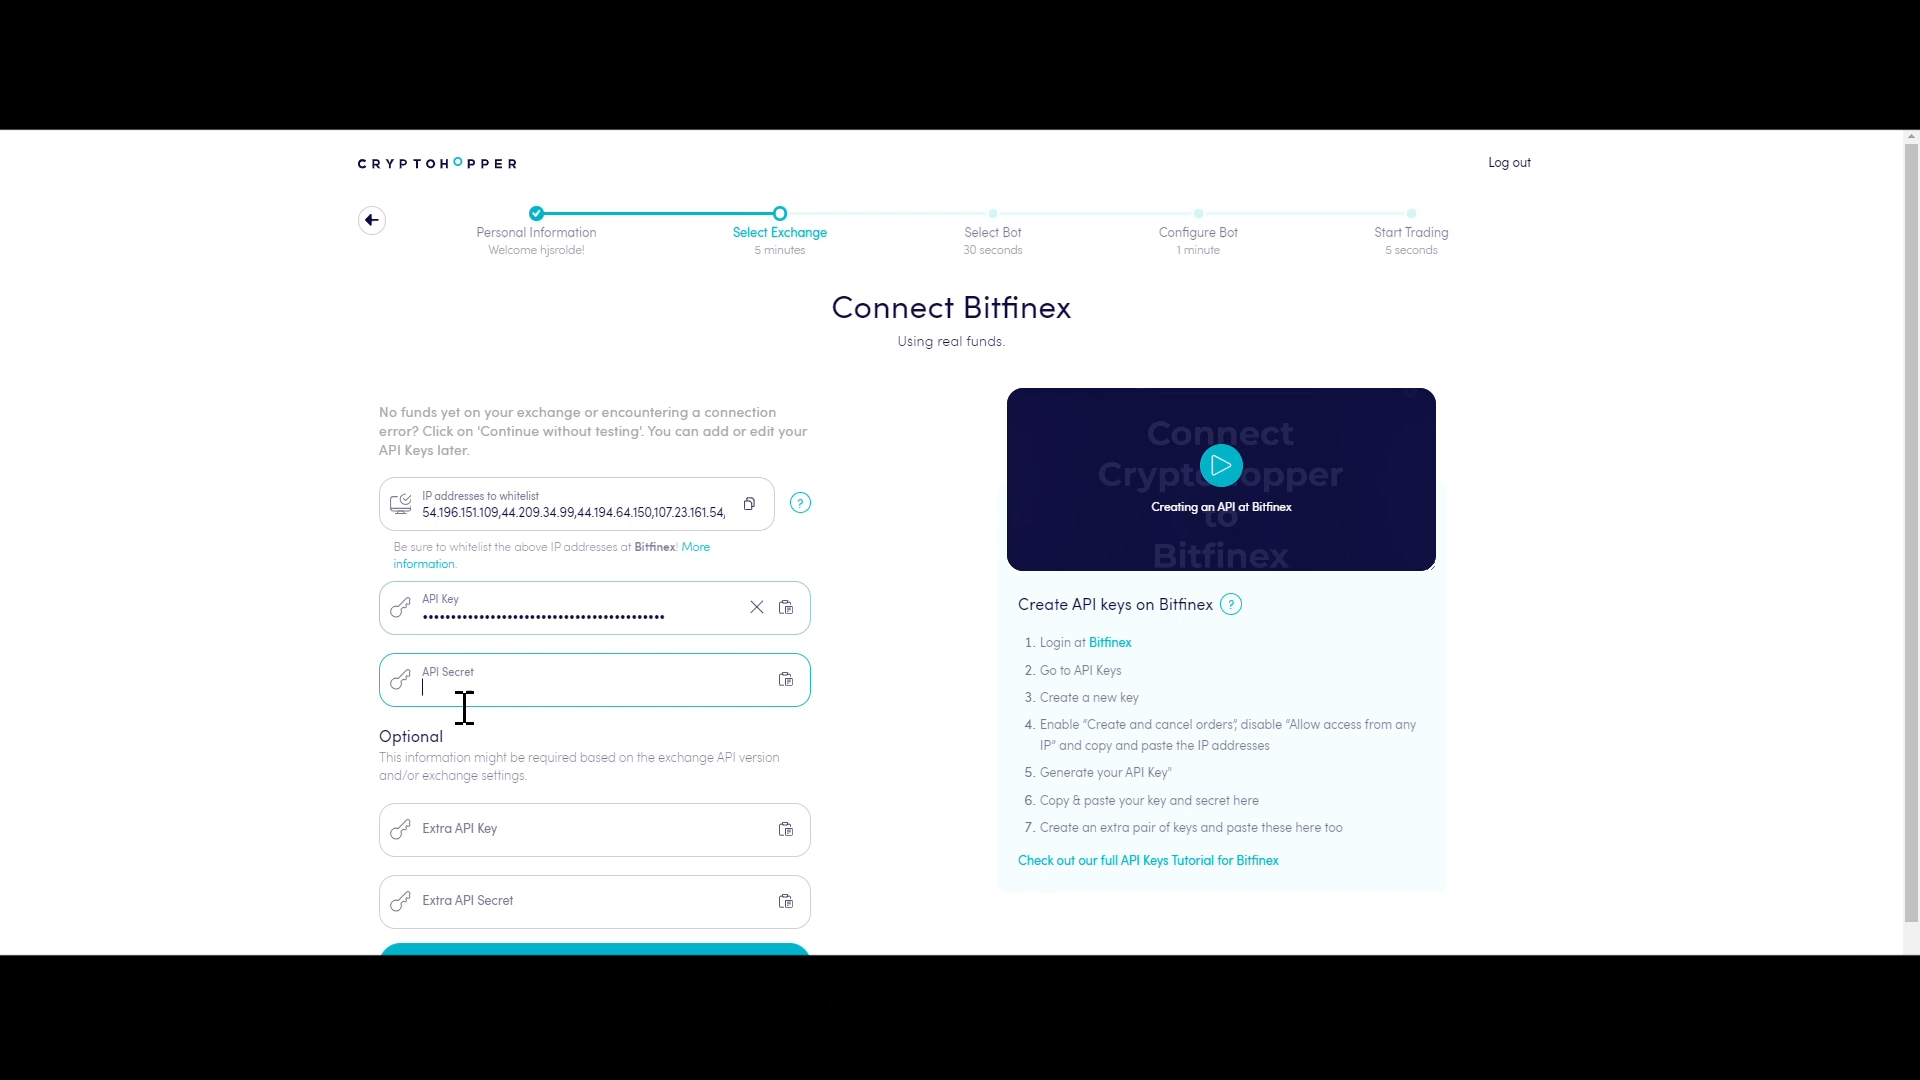 CRYPTOHOPPER
Log out
Personal Information
Welcome hjsrolde!
Select Exchange
5 minutes
Select Bot
30 seconds
Configure Bot
1 minute
Start Trading
5 seconds
Connect Bitfinex
Using real funds.
No funds yet on your exchange or encountering a connection
error? Click on 'Continue without testing'. You can add or edit your
API Keys later.
IP addresses to whitelist
54.196.151.109,44.209.34.99,44.194.64.150,107.23.161.54,
?
Be sure to whitelist the above IP addresses at Bitfinex! More
information.
API Key
••••••••••••••••••••••••••••••••••••••••••••
API Secret
Optional
This information might be required based on the exchange API version
and/or exchange settings.
Extra API Key
Extra API Secret
Connect
Cryptohopper
to
Bitfinex
Creating an API at Bitfinex
Create API keys on Bitfinex ?
1. Login at Bitfinex
2. Go to API Keys
3. Create a new key
4. Enable “Create and cancel orders”, disable “Allow access from any
IP” and copy and paste the IP addresses
5. Generate your API Key”
6. Copy & paste your key and secret here
7. Create an extra pair of keys and paste these here too
Check out our full API Keys Tutorial for Bitfinex